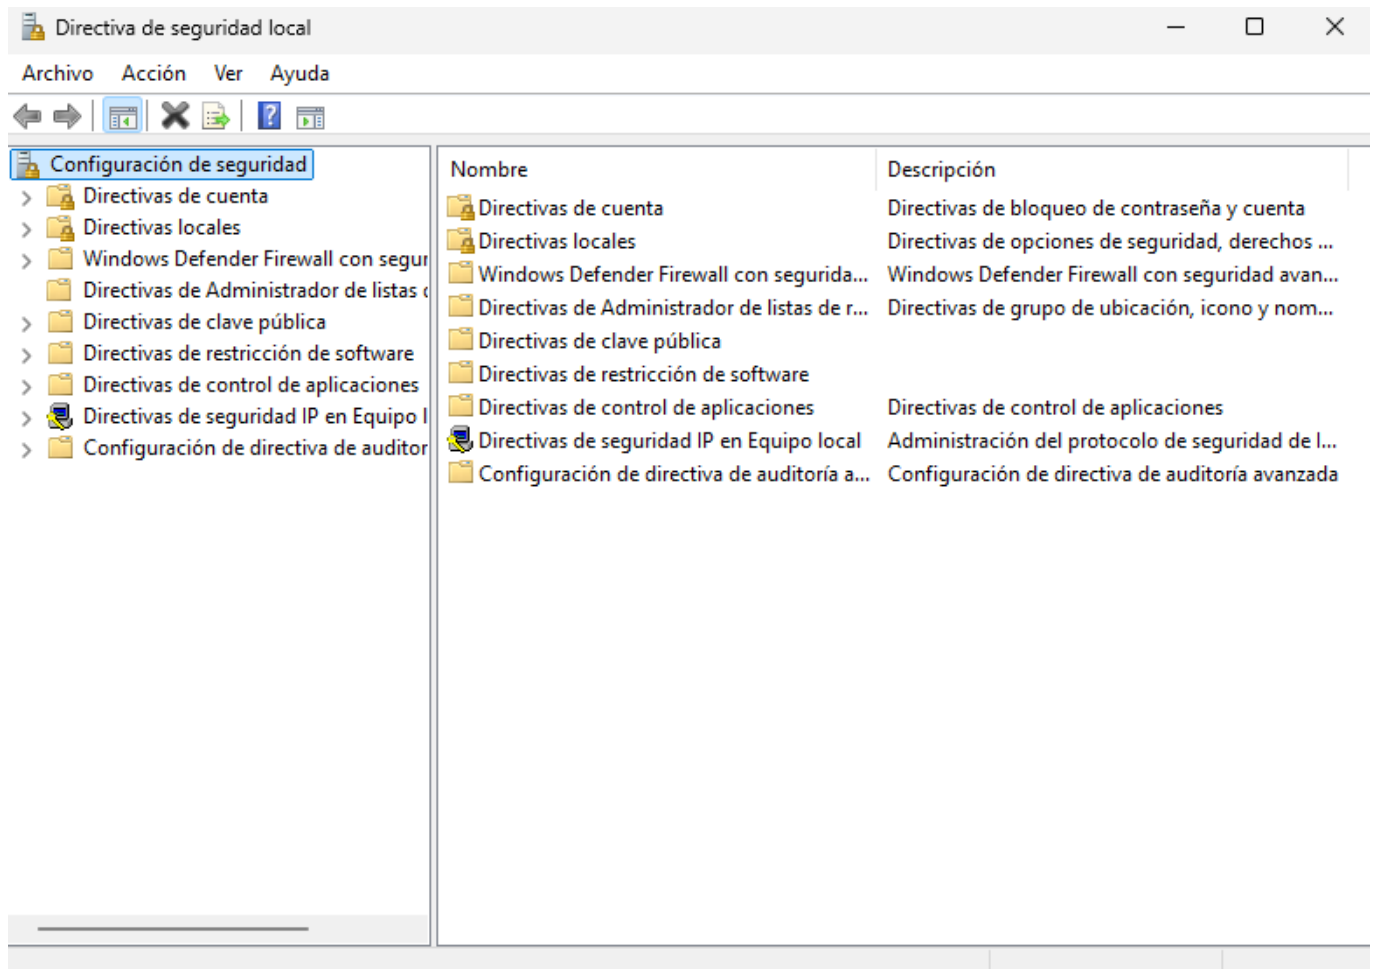 Directiva de seguridad local
Archivo Acción Ver Ayuda
Configuración de seguridad
Directivas de cuenta
Directivas locales
Windows Defender Firewall con segur
Directivas de Administrador de listas
Directivas de clave pública
Directivas de restricción de software
Directivas de control de aplicaciones
Directivas de seguridad IP en Equipo l
Configuración de directiva de auditor
Nombre Descripción
Directivas de cuenta Directivas de bloqueo de contraseña y cuenta
Directivas locales Directivas de opciones de seguridad, derechos ...
Windows Defender Firewall con segurida... Windows Defender Firewall con seguridad avan...
Directivas de Administrador de listas de r... Directivas de grupo de ubicación, icono y nom...
Directivas de clave pública
Directivas de restricción de software
Directivas de control de aplicaciones Directivas de control de aplicaciones
Directivas de seguridad IP en Equipo local Administración del protocolo de seguridad de l...
Configuración de directiva de auditoría a... Configuración de directiva de auditoría avanzada